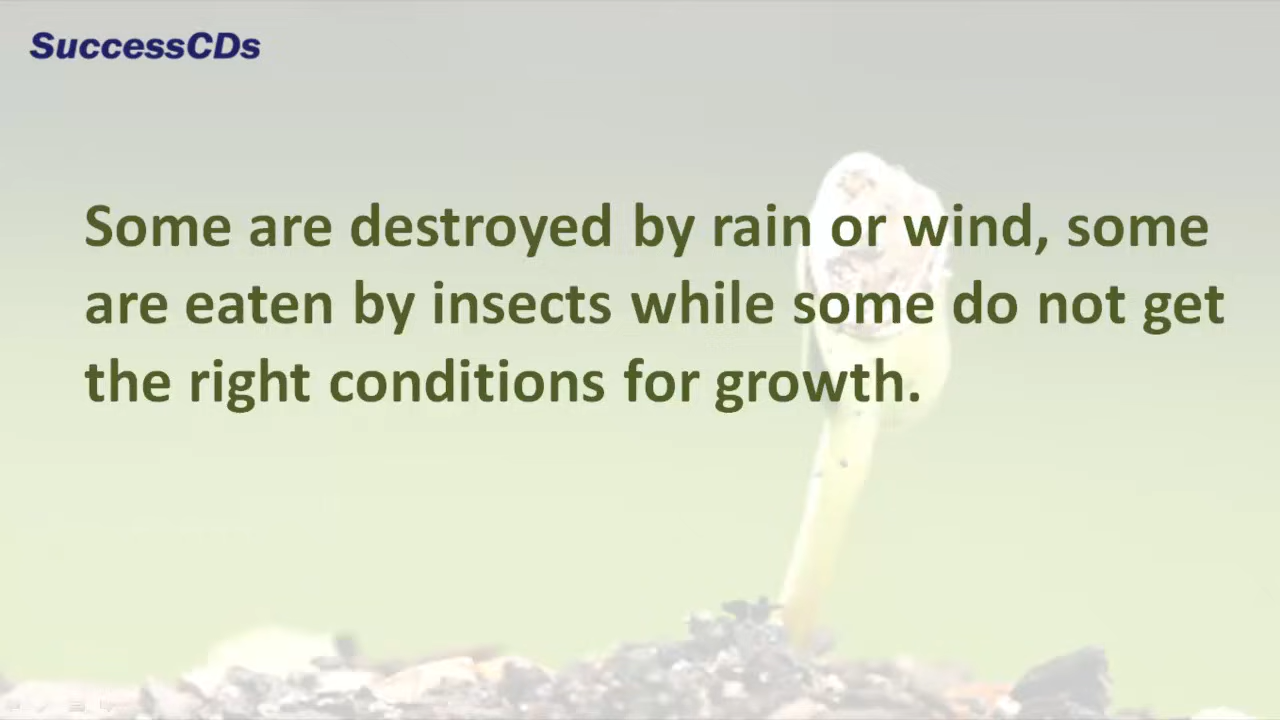 SuccessCDs
Some are destroyed by rain or wind, some
are eaten by insects while some do not get
the right conditions for growth.